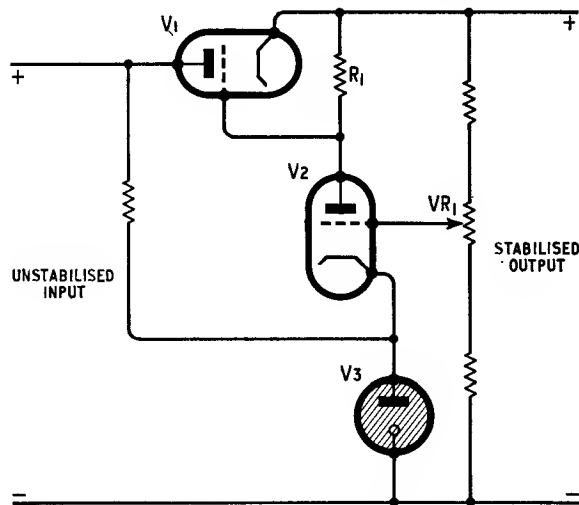 V1
+
+
R1
V2
VR1
UNSTABILISED
INPUT
STABILISED
OUTPUT
V3
−
−